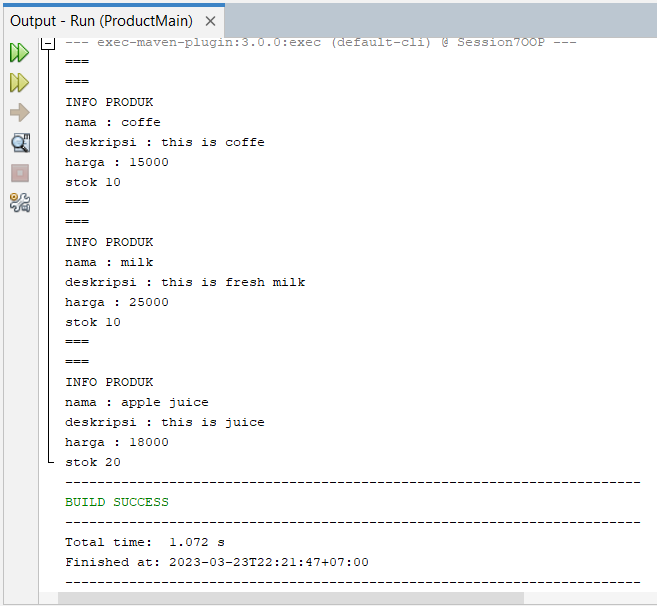 Output - Run (ProductMain) ×
--- exec-maven-plugin:3.0.0:exec (default-cli) @ Session7OOP ---
===
===
INFO PRODUK
nama : coffe
deskripsi : this is coffe
harga : 15000
stok 10
===
===
INFO PRODUK
nama : milk
deskripsi : this is fresh milk
harga : 25000
stok 10
===
===
INFO PRODUK
nama : apple juice
deskripsi : this is juice
harga : 18000
stok 20
------------------------------------------------------------------------
BUILD SUCCESS
------------------------------------------------------------------------
Total time:  1.072 s
Finished at: 2023-03-23T22:21:47+07:00
------------------------------------------------------------------------